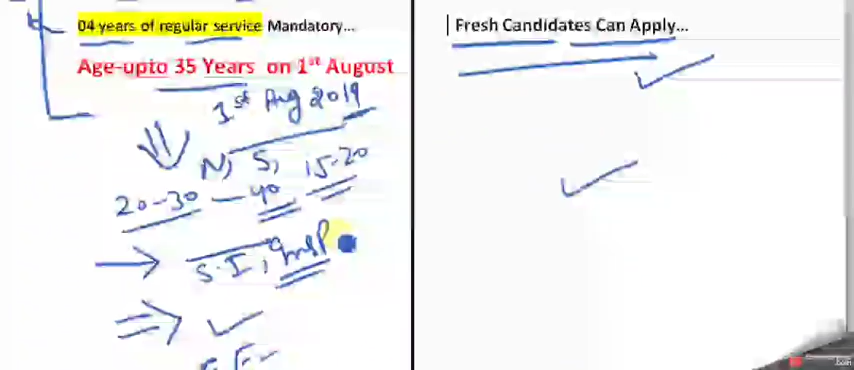 04 years of regular service Mandatory...
Age-upto 35 Years on 1st August
1st Aug 2019
N, S, 15-20
20-30 - 40
S.I, Insp
Fresh Candidates Can Apply...